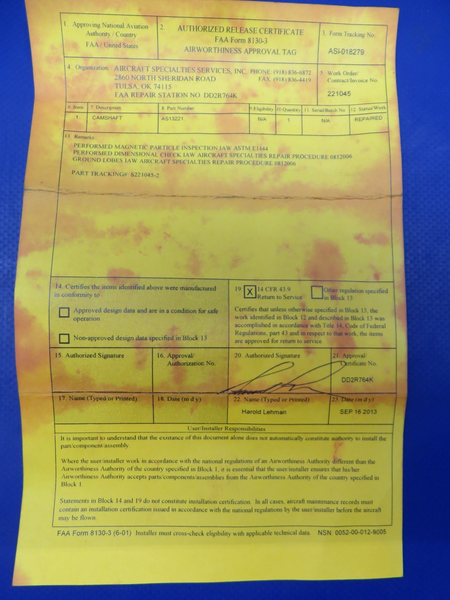 1. Approving National Aviation Authority / Country
FAA / United States
2. AUTHORIZED RELEASE CERTIFICATE
FAA Form 8130-3
AIRWORTHINESS APPROVAL TAG
3. Form Tracking No.
ASI-018278
4. Organization: AIRCRAFT SPECIALTIES SERVICES, INC. PHONE (918) 836-6872
2860 NORTH SHERIDAN ROAD FAX (918) 836-4419
TULSA, OK 74115
FAA REPAIR STATION NO. DD2R764K
5. Work Order/
Contract/Invoice No.
221045
6. Item 7. Description 8. Part Number 9. Eligibility 10. Quantity 11. Serial/Batch No. 12. Status/Work
1 CAMSHAFT AS13221 N/A 1 N/A REPAIRED
13. Remarks
PERFORMED MAGNETIC PARTICLE INSPECTION IAW ASTM E1444
PERFORMED DIMENSIONAL CHECK IAW AIRCRAFT SPECIALTIES REPAIR PROCEDURE 0812006
GROUND LOBES IAW AIRCRAFT SPECIALTIES REPAIR PROCEDURE 0812006
PART TRACKING# S221045-2
14. Certifies the items identified above were manufactured
in conformity to:
Approved design data and are in a condition for safe
operation.
Non-approved design data specified in Block 13
19. X 14 CFR 43.9
Return to Service
Other regulation specified
in Block 13
Certifies that unless otherwise specified in Block 13, the
work identified in Block 12 and described in Block 13 was
accomplished in accordance with Title 14, Code of Federal
Regulations, part 43 and in respect to that work, the items
are approved for return to service.
15. Authorized Signature
16. Approval/
Authorization No.
20. Authorized Signature
21. Approval/
Certificate No.
DD2R764K
17. Name (Typed or Printed)
18. Date (m d y)
22. Name (Typed or Printed)
Harold Lehman
23. Date (m d y)
SEP 16 2013
User/Installer Responsibilities
It is important to understand that the existence of this document alone does not automatically constitute authority to install the
part/component/assembly.
Where the user/installer work in accordance with the national regulations of an Airworthiness Authority different than the
Airworthiness Authority of the country specified in Block 1, it is essential that the user/installer ensures that his/her
Airworthiness Authority accepts parts/components/assemblies from the Airworthiness Authority of the country specified in
Block 1.
Statements in Block 14 and 19 do not constitute installation certification. In all cases, aircraft maintenance records must
contain an installation certification issued in accordance with the national regulations by the user/installer before the aircraft
may be flown.
FAA Form 8130-3 (6-01) Installer must cross-check eligibility with applicable technical data. NSN: 0052-00-012-9005